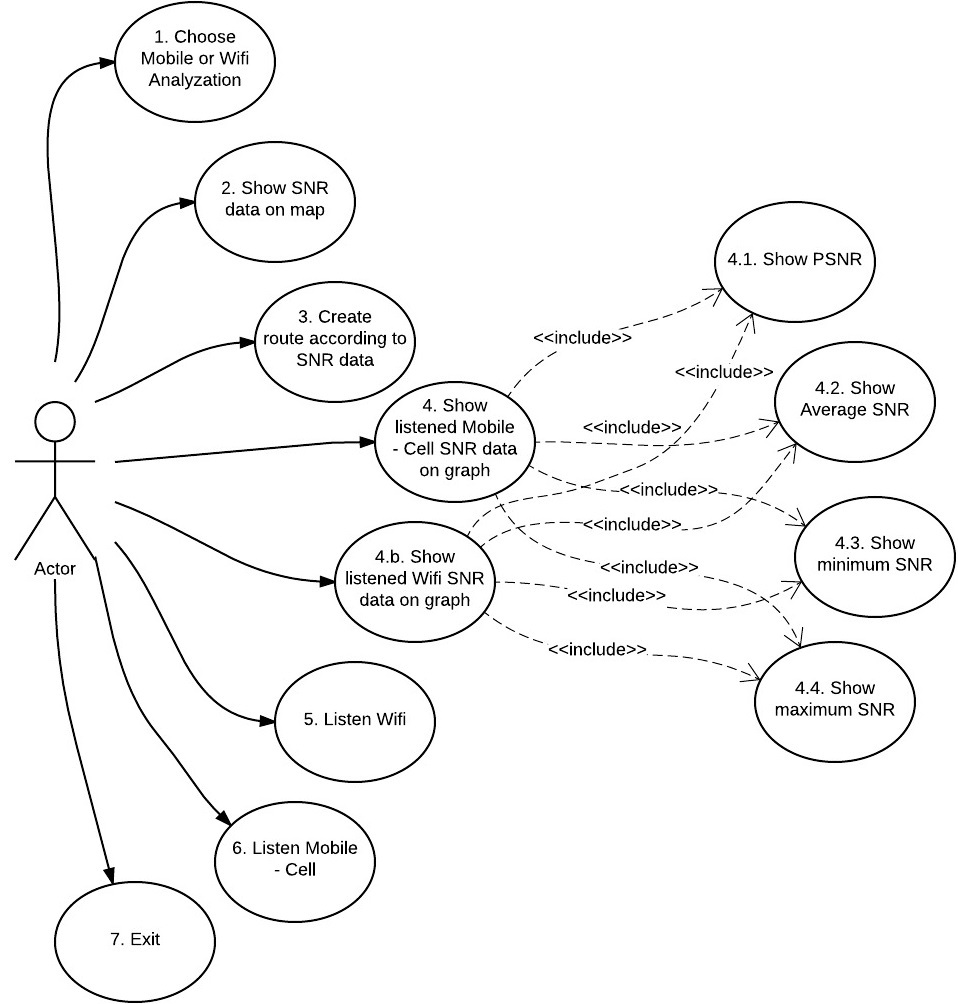 1. Choose
Mobile or Wifi
Analyzation
2. Show SNR
data on map
3. Create
route according to
SNR data
4. Show
listened Mobile
- Cell SNR data
on graph
4.b. Show
listened Wifi SNR
data on graph
Actor
5. Listen Wifi
6. Listen Mobile
- Cell
7. Exit
<<include>>
<<include>>
<<include>>
<<include>>
<<include>>
<<include>>
<<include>>
<<include>>
4.1. Show PSNR
4.2. Show
Average SNR
4.3. Show
minimum SNR
4.4. Show
maximum SNR